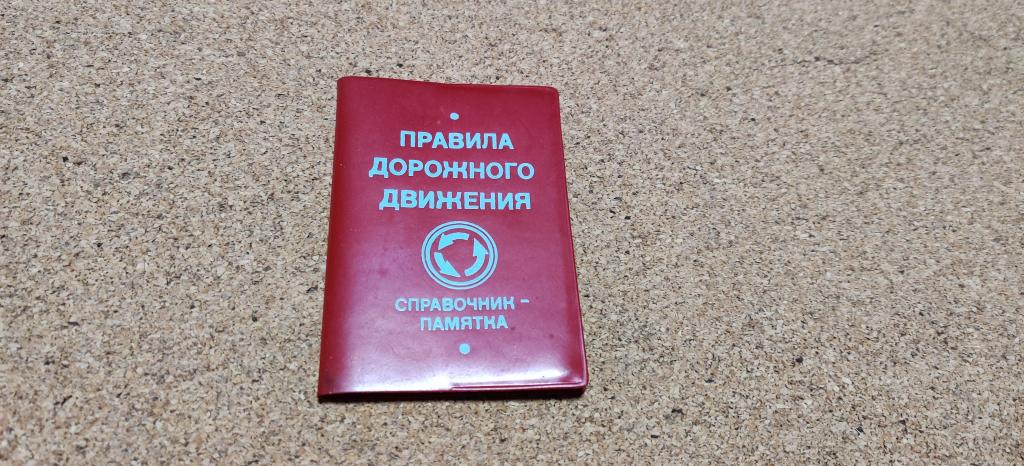 ПРАВИЛА
ДОРОЖНОГО
ДВИЖЕНИЯ
СПРАВОЧНИК –
ПАМЯТКА